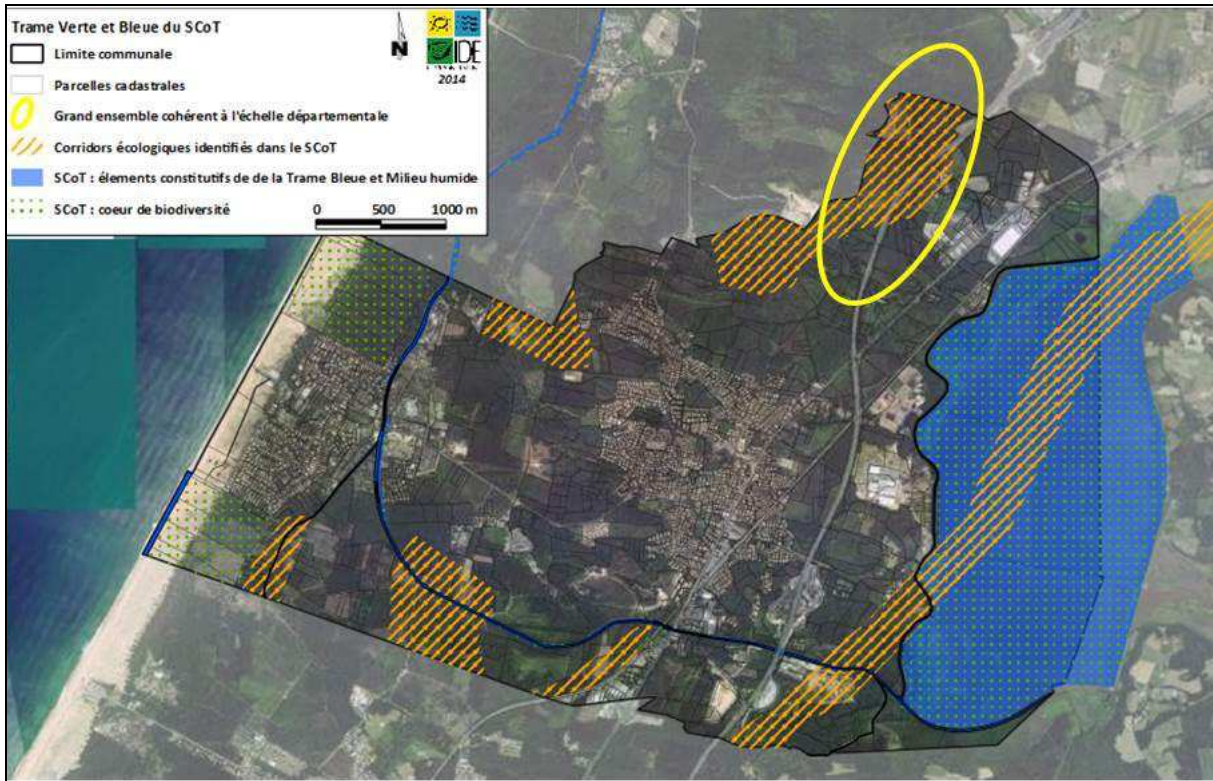 Trame Verte et Bleue du SCoT
Limite communale
Parcelles cadastrales
Grand ensemble cohérent à l'échelle départementale
Corridors écologiques identifiés dans le SCoT
SCoT : élements constitutifs de de la Trame Bleue et Milieu humide
SCoT : coeur de biodiversité
N
IDE
2014
0 500 1000 m